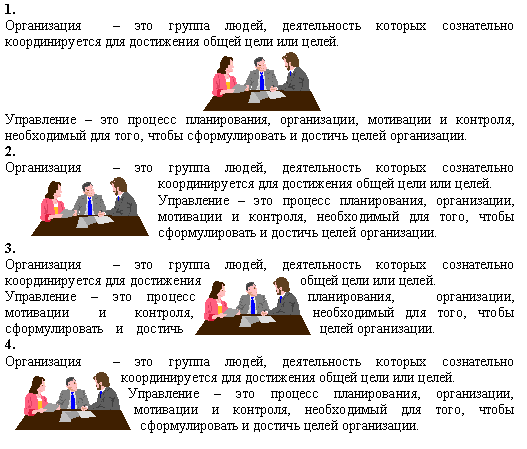 1.
Организация – это группа людей, деятельность которых сознательно
координируется для достижения общей цели или целей.
Управление – это процесс планирования, организации, мотивации и контроля,
необходимый для того, чтобы сформулировать и достичь целей организации.
2.
Организация – это группа людей, деятельность которых сознательно
координируется для достижения общей цели или целей.
Управление – это процесс планирования, организации,
мотивации и контроля, необходимый для того, чтобы
сформулировать и достичь целей организации.
3.
Организация – это группа людей, деятельность которых сознательно
координируется для достижения общей цели или целей.
Управление – это процесс планирования, организации,
мотивации и контроля, необходимый для того, чтобы
сформулировать и достичь целей организации.
4.
Организация – это группа людей, деятельность которых сознательно
координируется для достижения общей цели или целей.
Управление – это процесс планирования, организации,
мотивации и контроля, необходимый для того, чтобы
сформулировать и достичь целей организации.